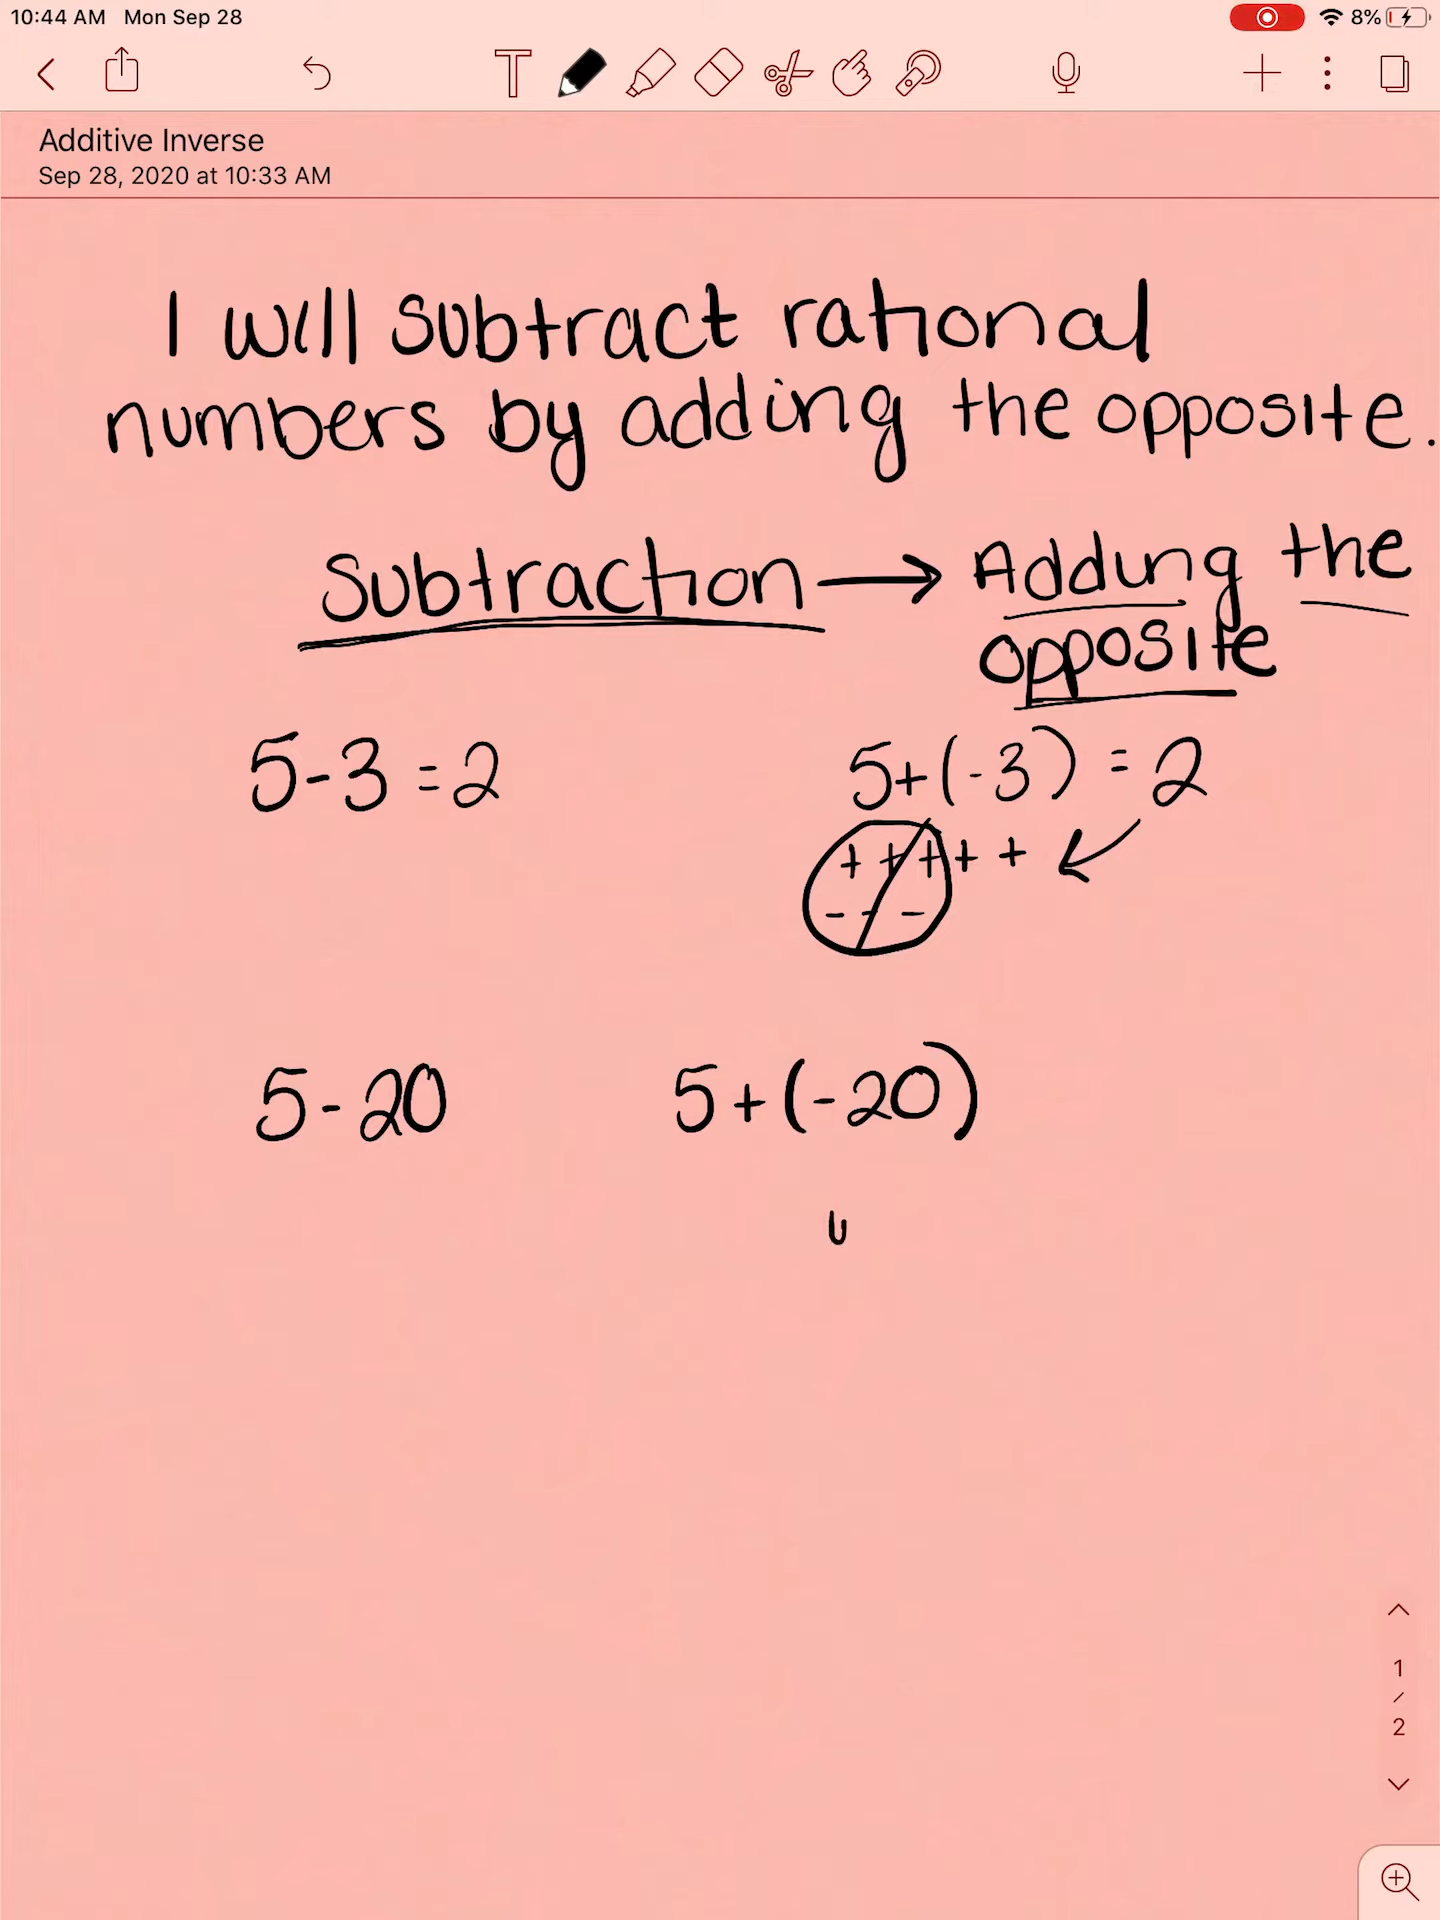 10:44 AM Mon Sep 28
8%
T
Additive Inverse
Sep 28, 2020 at 10:33 AM
I will subtract rational
numbers by adding the opposite.
Subtraction → Adding the
opposite
5-3 = 2
5+(-3) = 2
+ + + + +
- - -
5-20
5+(-20)
1
/
2